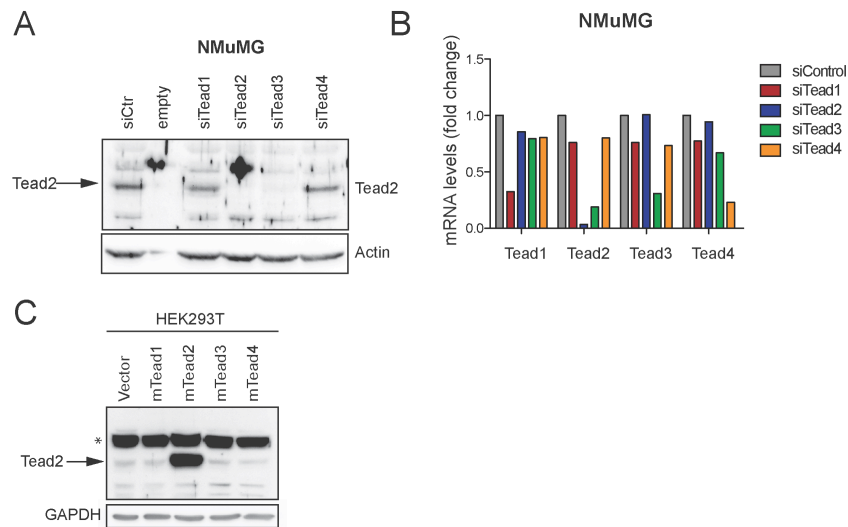 A
NMuMG
siCtr
empty
siTead1
siTead2
siTead3
siTead4
Tead2
Tead2
Actin
B
NMuMG
mRNA levels (fold change)
1.5
1.0
0.5
0.0
Tead1
Tead2
Tead3
Tead4
siControl
siTead1
siTead2
siTead3
siTead4
C
HEK293T
Vector
mTead1
mTead2
mTead3
mTead4
*
Tead2
GAPDH